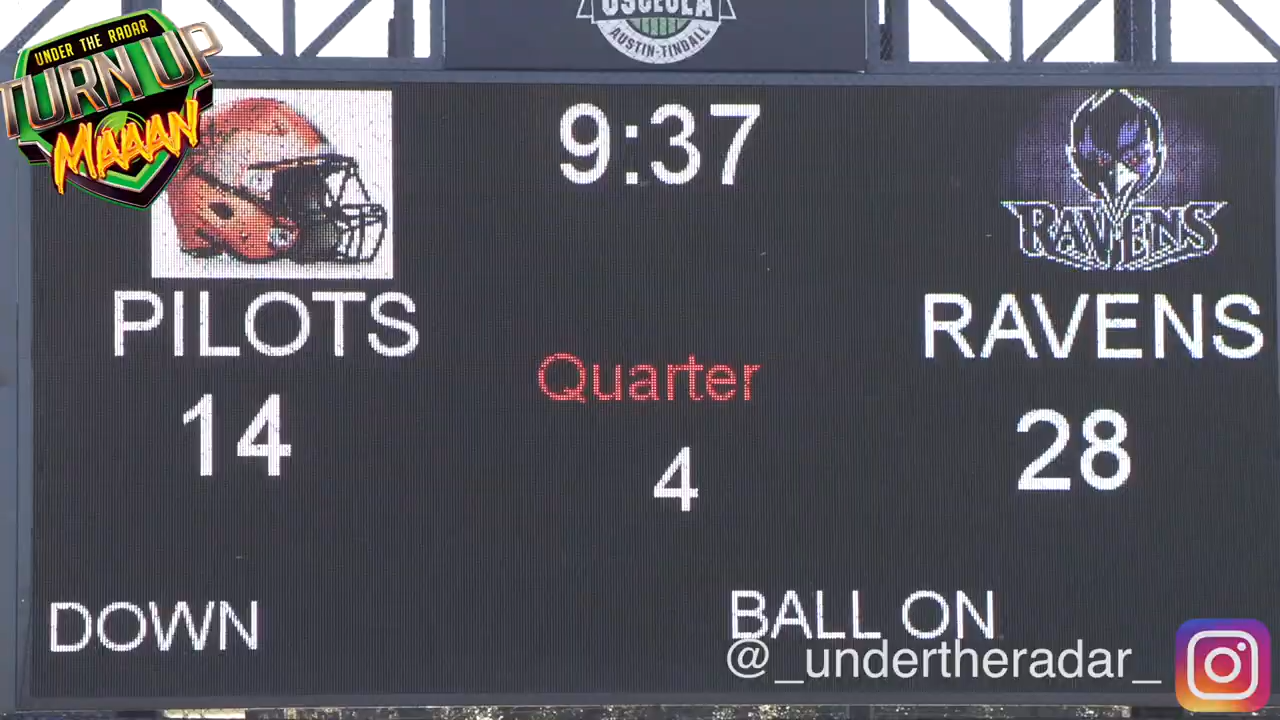 OSCEOLA
AUSTIN-TINDALL
UNDER THE RADAR
TURN UP
MAAAN
9:37
RAVENS
PILOTS
RAVENS
Quarter
14
28
4
DOWN
BALL ON
@_undertheradar_